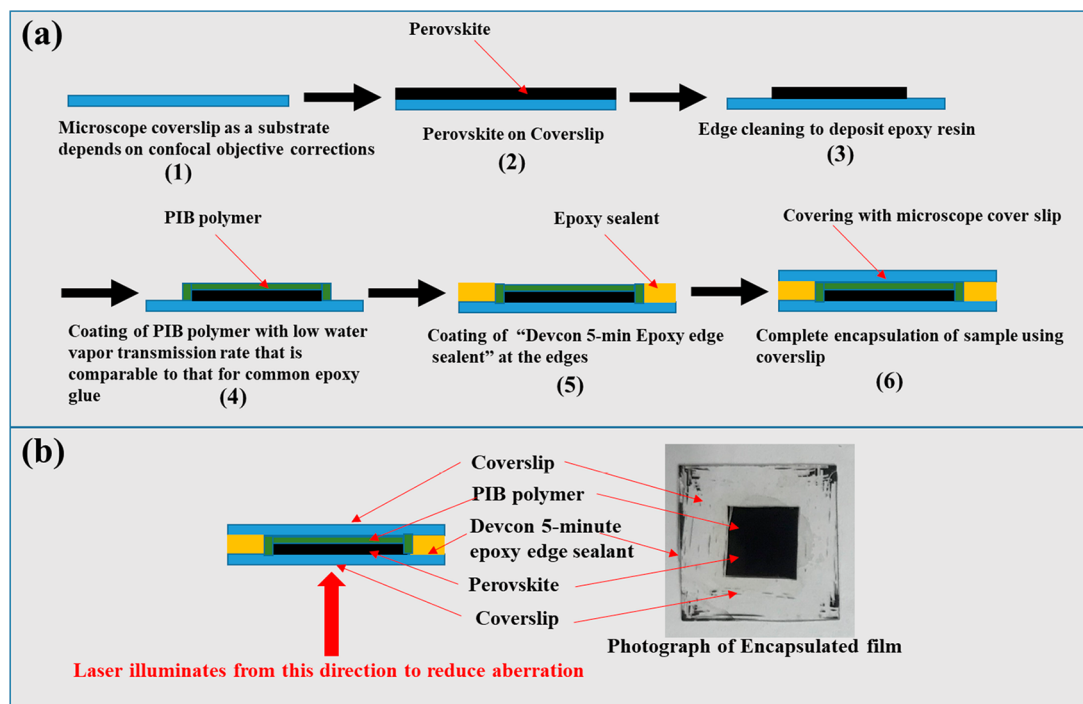 (a)
Perovskite
Microscope coverslip as a substrate
depends on confocal objective corrections
(1)
Perovskite on Coverslip
(2)
Edge cleaning to deposit epoxy resin
(3)
PIB polymer
Coating of PIB polymer with low water
vapor transmission rate that is
comparable to that for common epoxy
glue
(4)
Epoxy sealent
Coating of “Devcon 5-min Epoxy edge
sealent” at the edges
(5)
Covering with microscope cover slip
Complete encapsulation of sample using
coverslip
(6)
(b)
Coverslip
PIB polymer
Devcon 5-minute
epoxy edge sealant
Perovskite
Coverslip
Laser illuminates from this direction to reduce aberration
Photograph of Encapsulated film